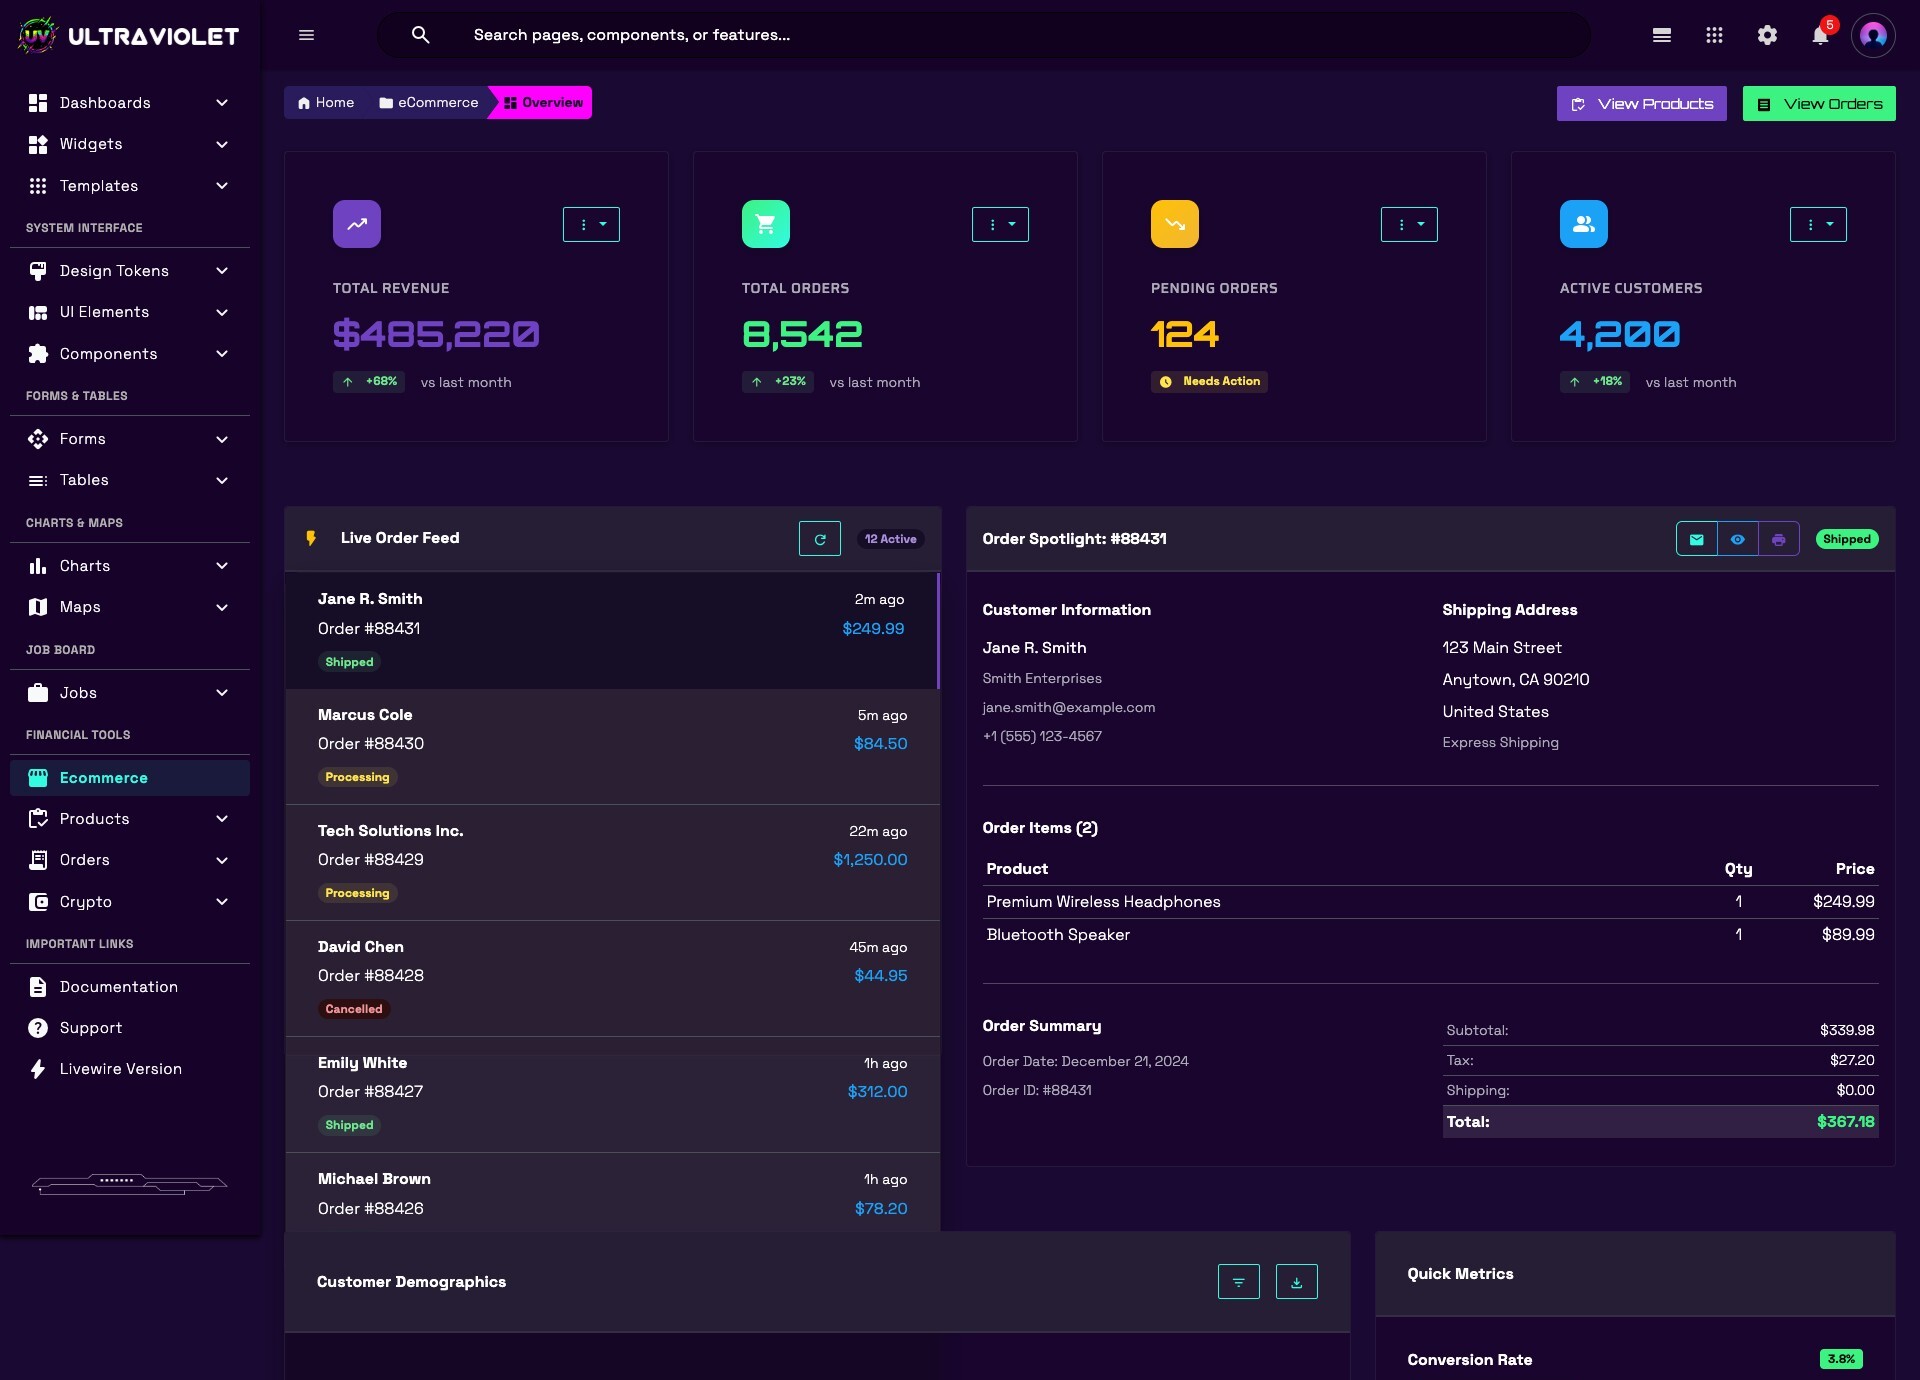 UV ULTRAVIOLET
Search pages, components, or features...
5
Dashboards
Widgets
Templates
SYSTEM INTERFACE
Design Tokens
UI Elements
Components
FORMS & TABLES
Forms
Tables
CHARTS & MAPS
Charts
Maps
JOB BOARD
Jobs
FINANCIAL TOOLS
Ecommerce
Products
Orders
Crypto
IMPORTANT LINKS
Documentation
Support
Livewire Version
Home eCommerce Overview
View Products View Orders
TOTAL REVENUE
$485,220
+68% vs last month
TOTAL ORDERS
8,542
+23% vs last month
PENDING ORDERS
124
Needs Action
ACTIVE CUSTOMERS
4,200
+18% vs last month
Live Order Feed 12 Active
Jane R. Smith 2m ago
Order #88431 $249.99
Shipped
Marcus Cole 5m ago
Order #88430 $84.50
Processing
Tech Solutions Inc. 22m ago
Order #88429 $1,250.00
Processing
David Chen 45m ago
Order #88428 $44.95
Cancelled
Emily White 1h ago
Order #88427 $312.00
Shipped
Michael Brown 1h ago
Order #88426 $78.20
Order Spotlight: #88431 Shipped
Customer Information
Jane R. Smith
Smith Enterprises
jane.smith@example.com
+1 (555) 123-4567
Shipping Address
123 Main Street
Anytown, CA 90210
United States
Express Shipping
Order Items (2)
Product Qty Price
Premium Wireless Headphones 1 $249.99
Bluetooth Speaker 1 $89.99
Order Summary
Order Date: December 21, 2024
Order ID: #88431
Subtotal: $339.98
Tax: $27.20
Shipping: $0.00
Total: $367.18
Customer Demographics
Quick Metrics
Conversion Rate 3.8%